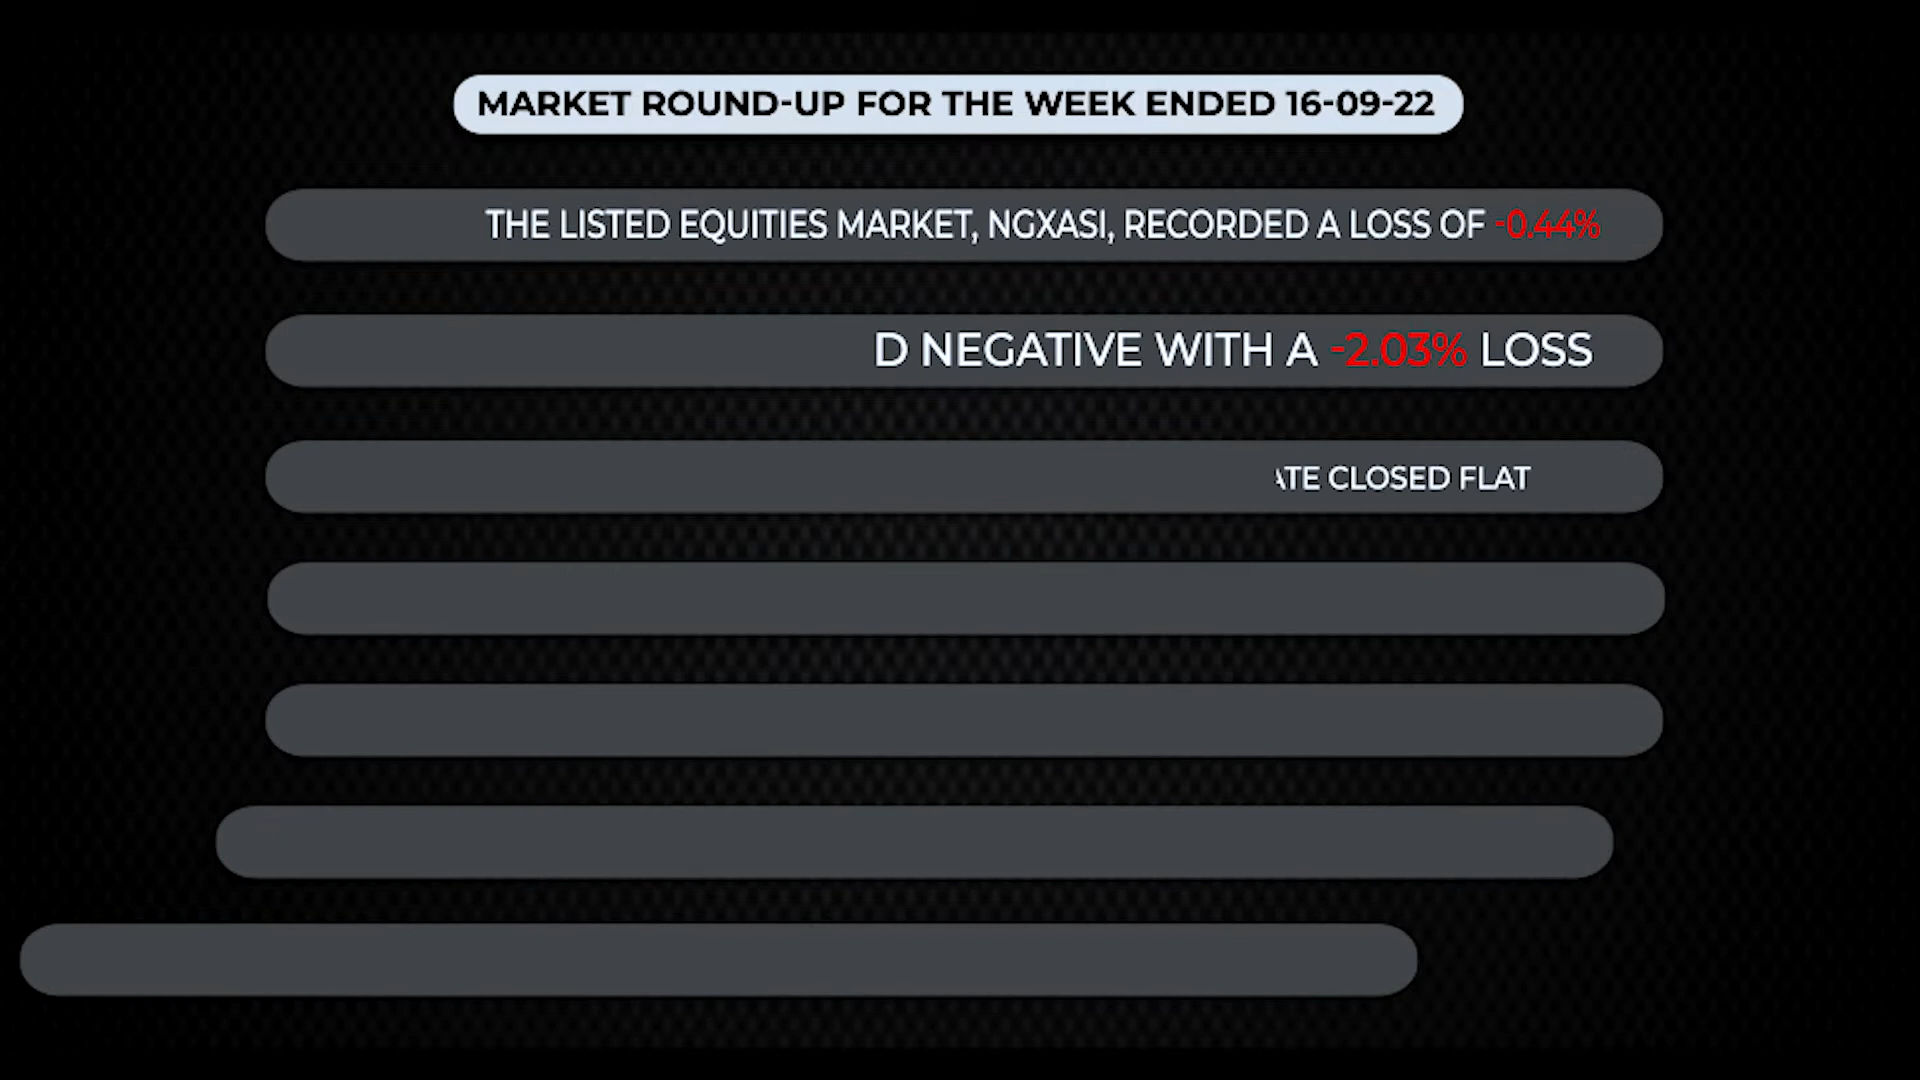 MARKET ROUND-UP FOR THE WEEK ENDED 16-09-22
THE LISTED EQUITIES MARKET, NGXASI, RECORDED A LOSS OF -0.44%
D NEGATIVE WITH A -2.03% LOSS
CLOSED FLAT